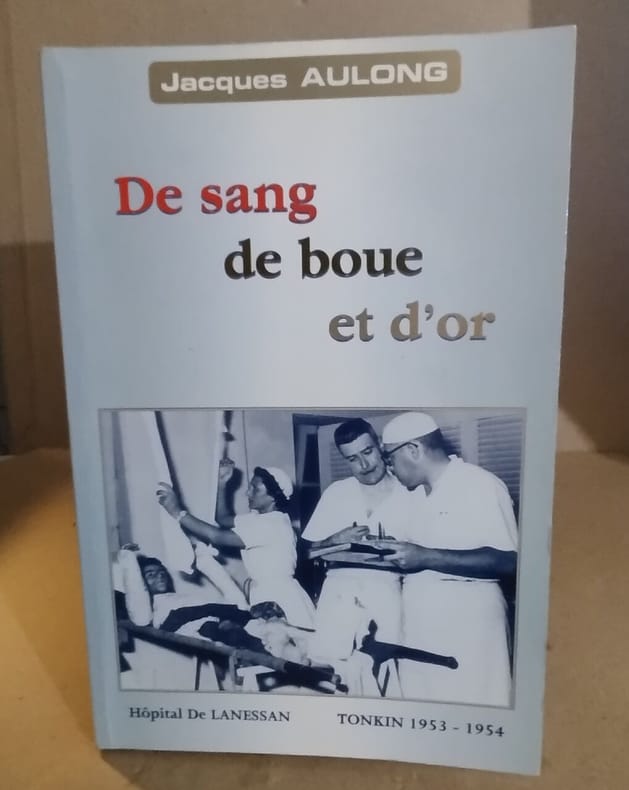 Jacques AULONG
De sang
de boue
et d'or
Hôpital De LANESSAN TONKIN 1953 - 1954